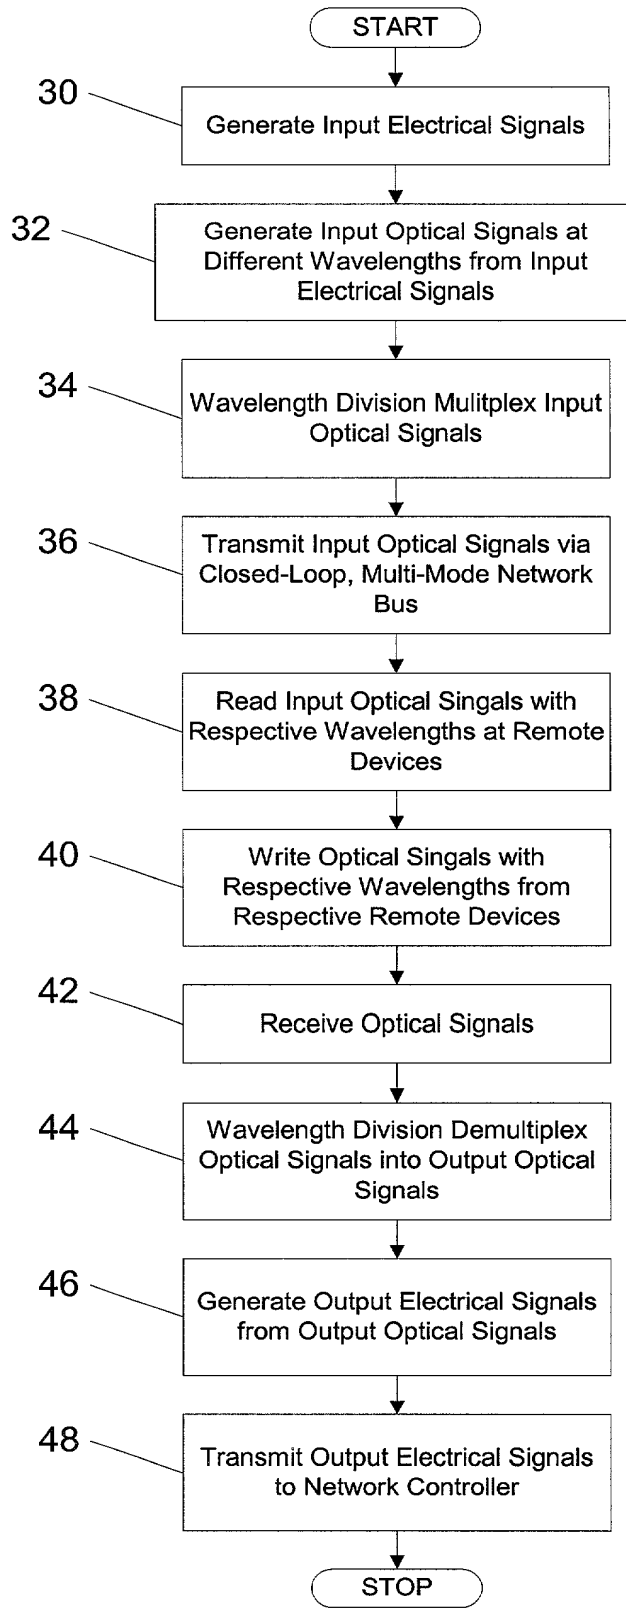 START
30
Generate Input Electrical Signals
32
Generate Input Optical Signals at
Different Wavelengths from Input
Electrical Signals
34
Wavelength Division Mulitplex Input
Optical Signals
36
Transmit Input Optical Signals via
Closed-Loop, Multi-Mode Network
Bus
38
Read Input Optical Singals with
Respective Wavelengths at Remote
Devices
40
Write Optical Singals with
Respective Wavelengths from
Respective Remote Devices
42
Receive Optical Signals
44
Wavelength Division Demultiplex
Optical Signals into Output Optical
Signals
46
Generate Output Electrical Signals
from Output Optical Signals
48
Transmit Output Electrical Signals
to Network Controller
STOP